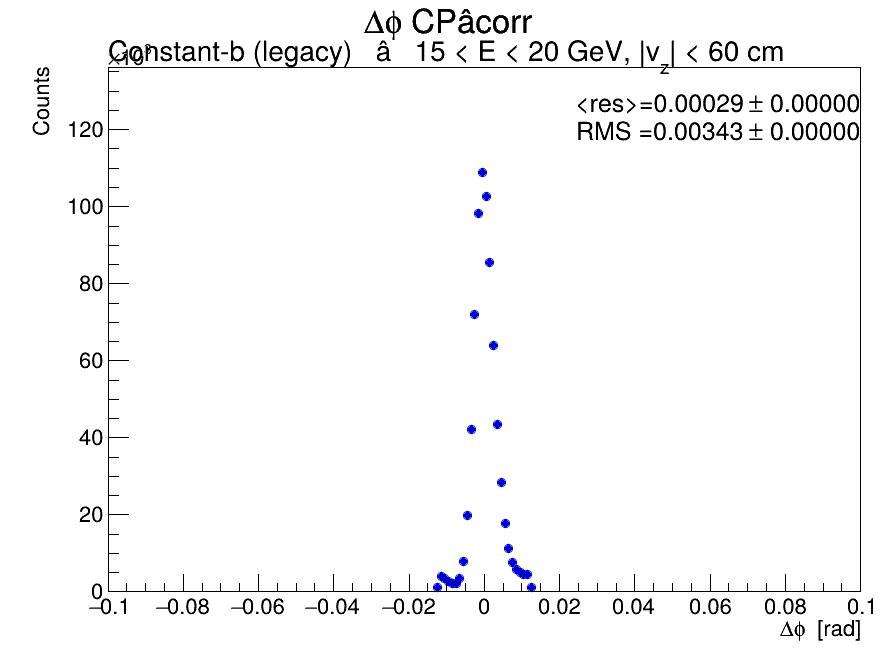 Δϕ CPâcorr
Constant-b (legacy) â 15 < E < 20 GeV, |v_z| < 60 cm
×10³
Counts
<res>=0.00029 ± 0.00000
RMS =0.00343 ± 0.00000
120
100
80
60
40
20
0
−0.1 −0.08 −0.06 −0.04 −0.02 0 0.02 0.04 0.06 0.08 0.1
Δϕ [rad]